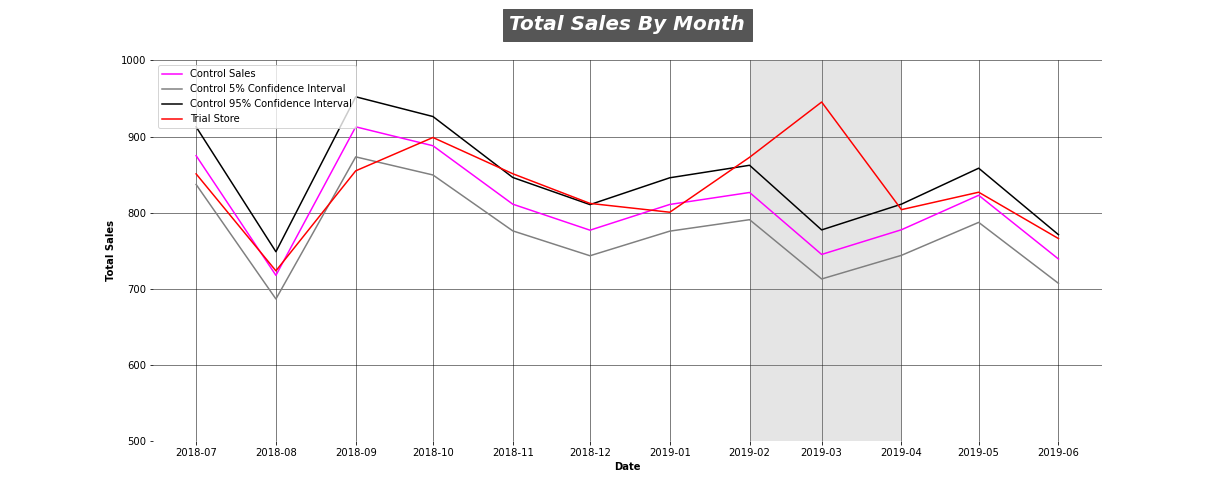 Total Sales By Month
1000
900
800
700
600
500
Total Sales
Control Sales
Control 5% Confidence Interval
Control 95% Confidence Interval
Trial Store
2018-07 2018-08 2018-09 2018-10 2018-11 2018-12 2019-01 2019-02 2019-03 2019-04 2019-05 2019-06
Date